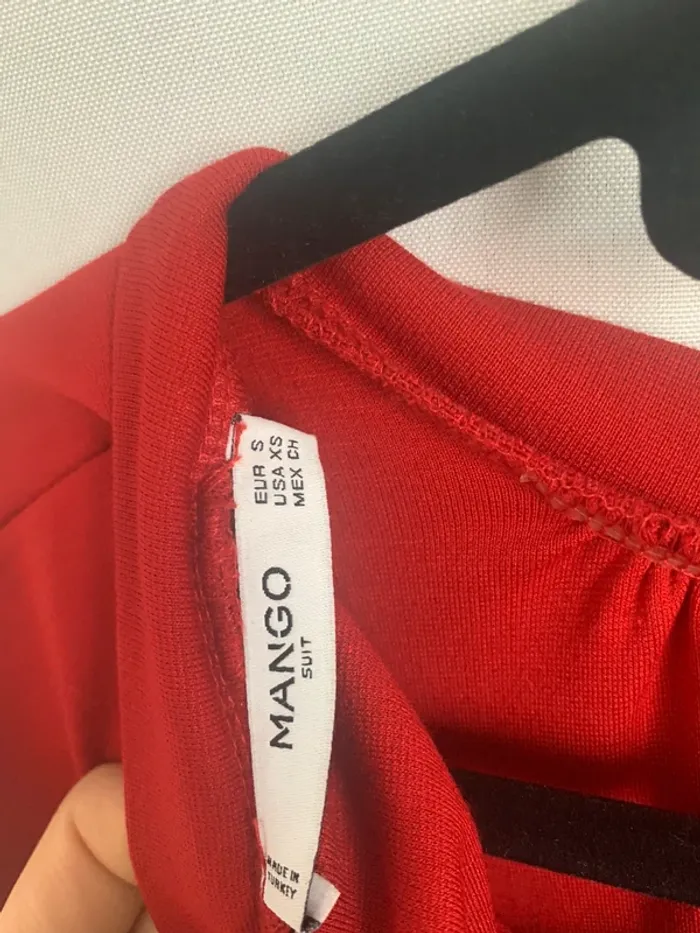 EUR S
USA XS
MEX CH
MANGO
SUIT
MADE IN
TURKEY